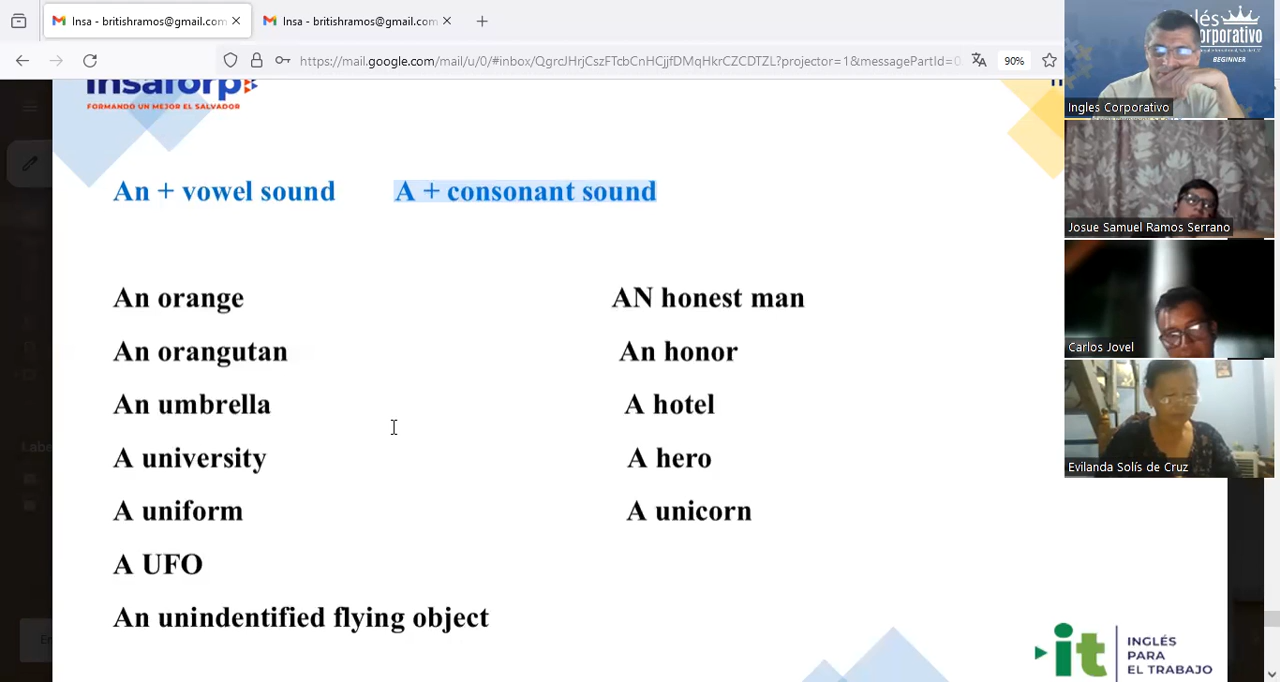 Insa - britishramos@gmail.com
Insa - britishramos@gmail.com
https://mail.google.com/mail/u/0/#inbox/QgrcJHrjCszFTcbCnHCjjfDMqHkrCZCDTZL?projector=1&messagePartId=0
90%
Insaforp
FORMANDO UN MEJOR EL SALVADOR
An + vowel sound A + consonant sound
An orange AN honest man
An orangutan An honor
An umbrella A hotel
A university A hero
A uniform A unicorn
A UFO
An unindentified flying object
it INGLÉS
PARA
EL TRABAJO
Labe
Inglés
Corporativo
BEGINNER
Ingles Corporativo
Josue Samuel Ramos Serrano
Carlos Jovel
Evilanda Solís de Cruz